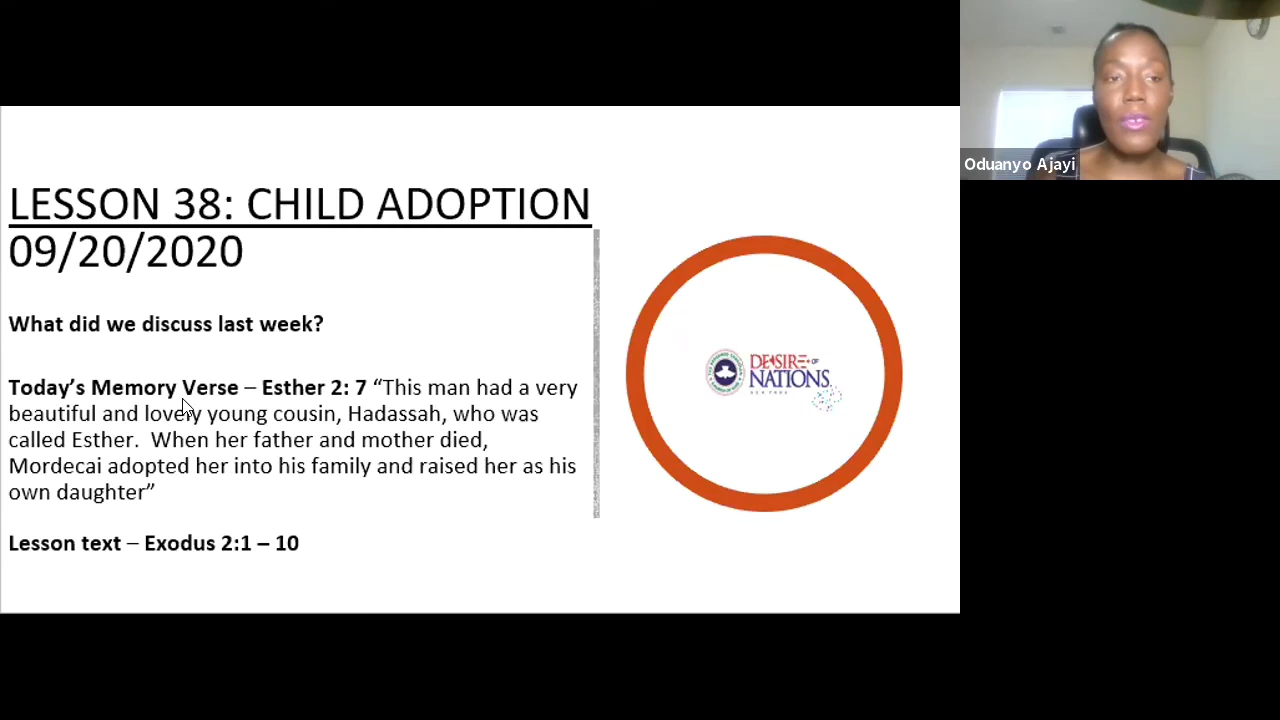 LESSON 38: CHILD ADOPTION
09/20/2020
What did we discuss last week?
Today’s Memory Verse – Esther 2: 7 “This man had a very
beautiful and lovely young cousin, Hadassah, who was
called Esther.  When her father and mother died,
Mordecai adopted her into his family and raised her as his
own daughter”
Lesson text – Exodus 2:1 – 10
DESIRE OF
NATIONS
NEW YORK
Oduanyo Ajayi